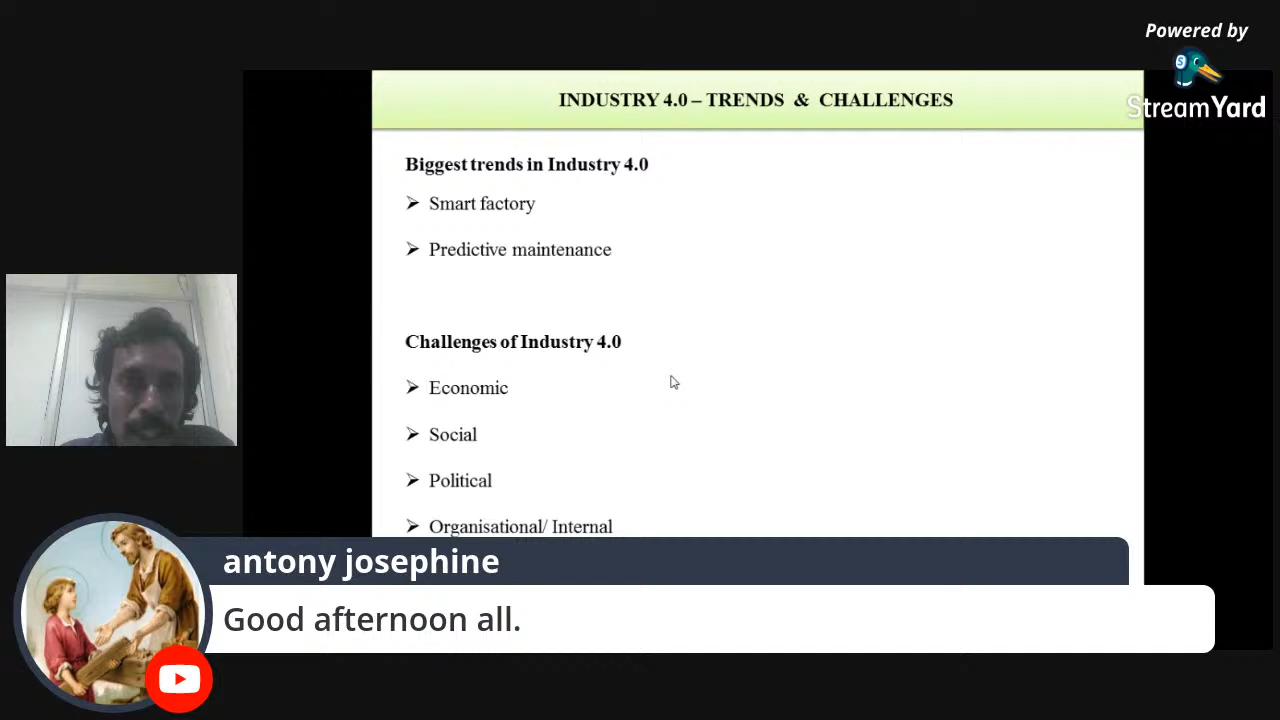 Powered by
StreamYard
INDUSTRY 4.0 – TRENDS & CHALLENGES
Biggest trends in Industry 4.0
➢ Smart factory
➢ Predictive maintenance
Challenges of Industry 4.0
➢ Economic
➢ Social
➢ Political
➢ Organisational/ Internal
antony josephine
Good afternoon all.